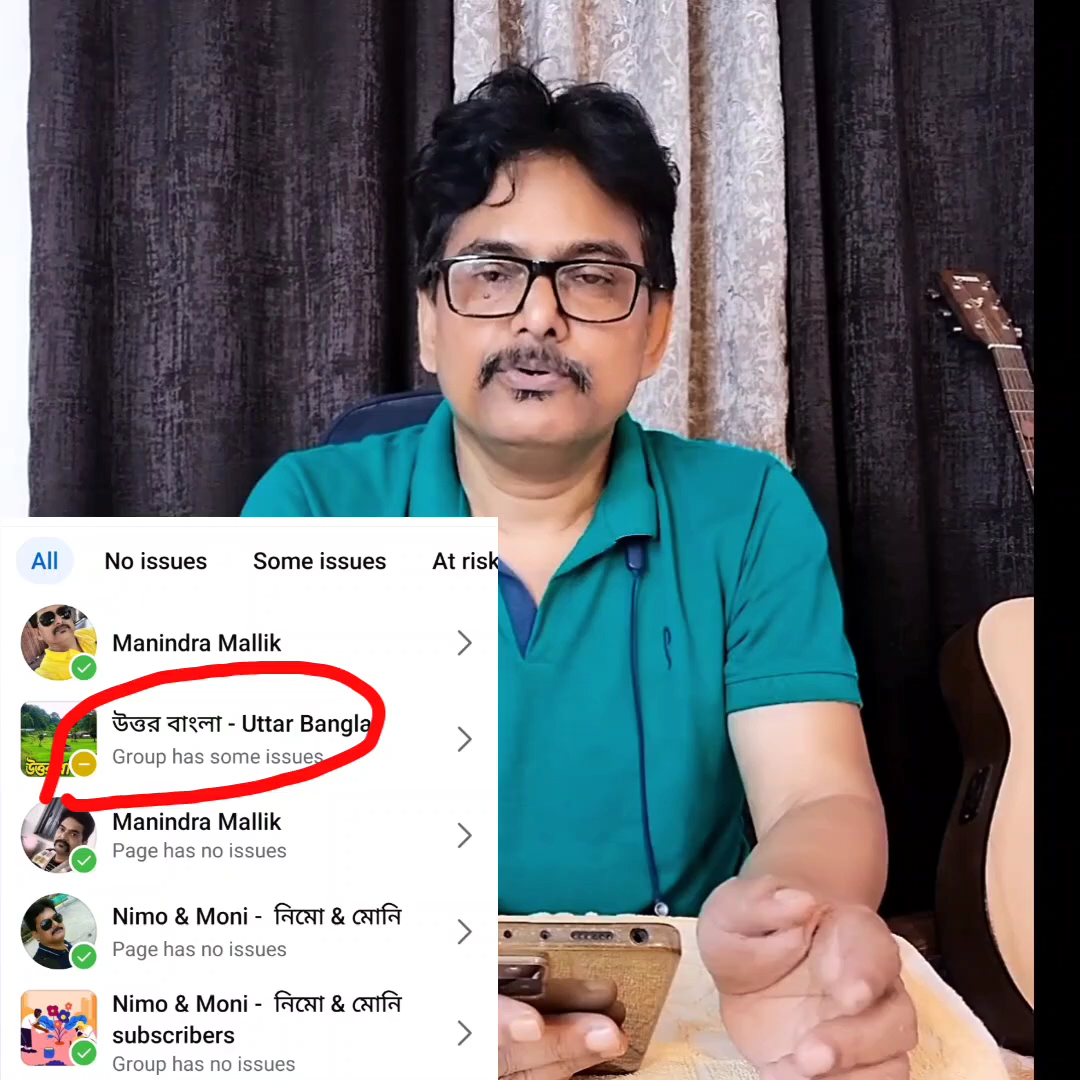 All No issues Some issues At risk
Manindra Mallik
উত্তর বাংলা - Uttar Bangla
Group has some issues
Manindra Mallik
Page has no issues
Nimo & Moni - নিমো & মোনি
Page has no issues
Nimo & Moni - নিমো & মোনি
subscribers
Group has no issues